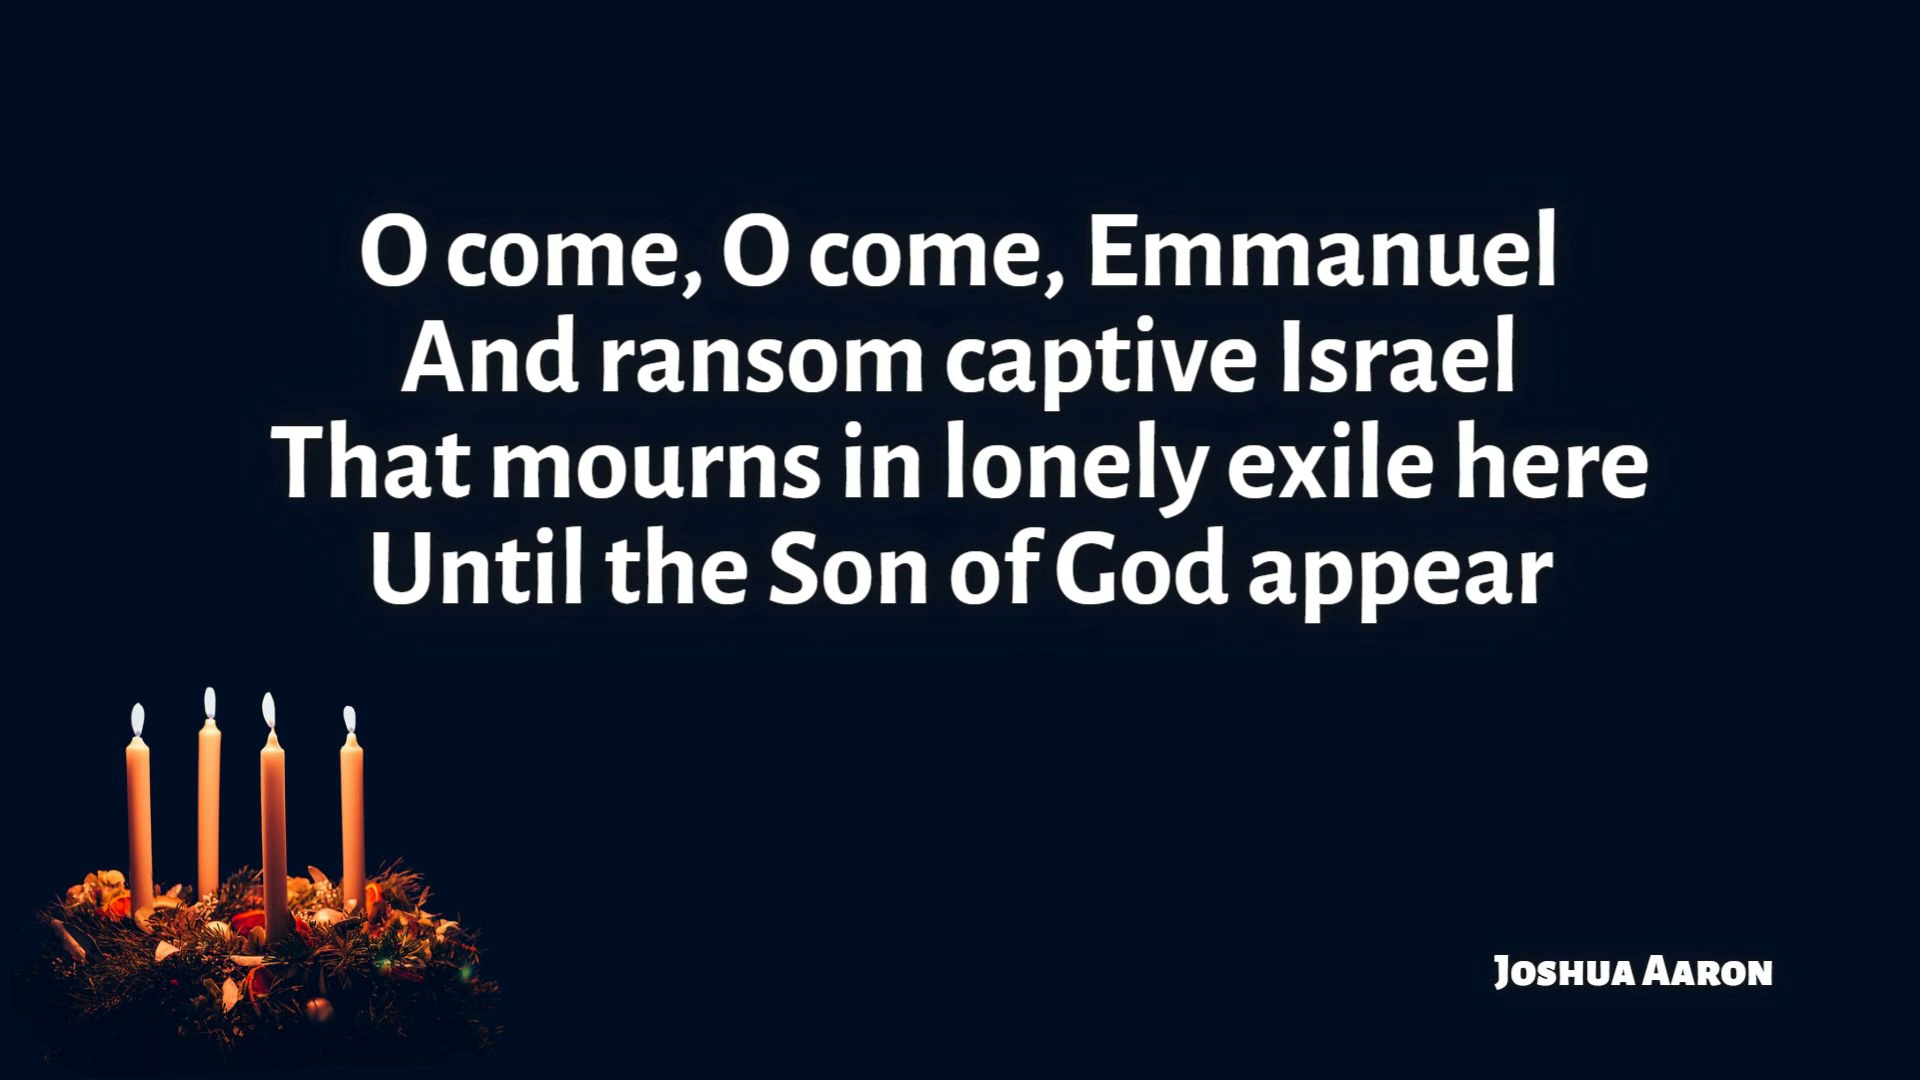 O come, O come, Emmanuel
And ransom captive Israel
That mourns in lonely exile here
Until the Son of God appear
Joshua Aaron